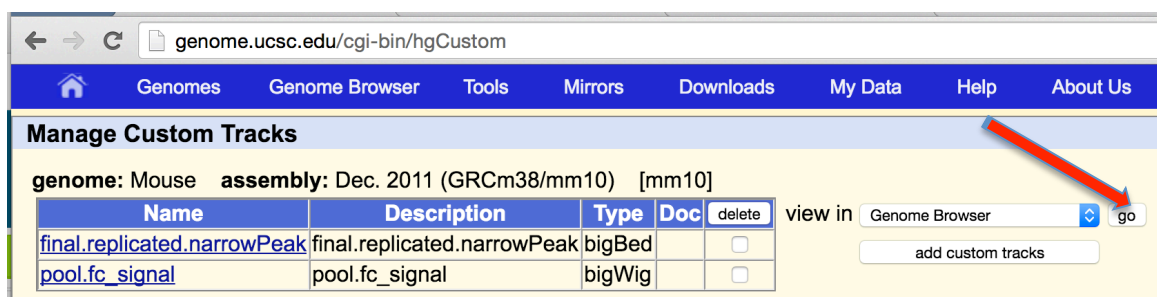 genome.ucsc.edu/cgi-bin/hgCustom
Genomes Genome Browser Tools Mirrors Downloads My Data Help About Us
Manage Custom Tracks
genome: Mouse assembly: Dec. 2011 (GRCm38/mm10) [mm10]
Name Description Type Doc delete view in Genome Browser go
final.replicated.narrowPeak final.replicated.narrowPeak bigBed add custom tracks
pool.fc_signal pool.fc_signal bigWig